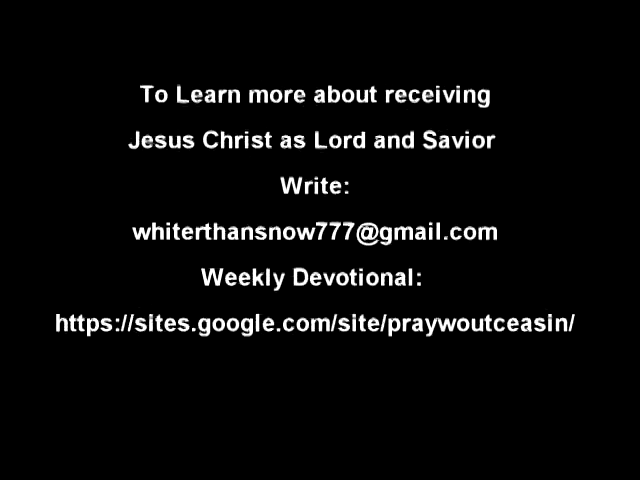 To Learn more about receiving
Jesus Christ as Lord and Savior
Write:
whiterthansnow777@gmail.com
Weekly Devotional:
https://sites.google.com/site/praywoutceasin/